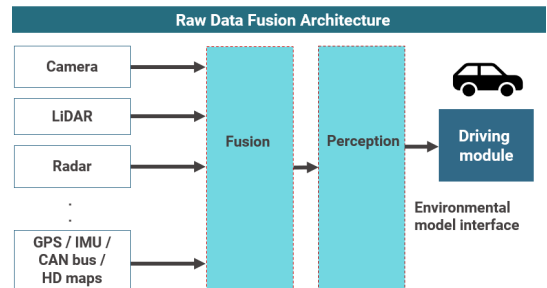 Raw Data Fusion Architecture
Camera
LiDAR
Radar
.
.
GPS / IMU /
CAN bus /
HD maps
Fusion
Perception
Driving
module
Environmental
model interface